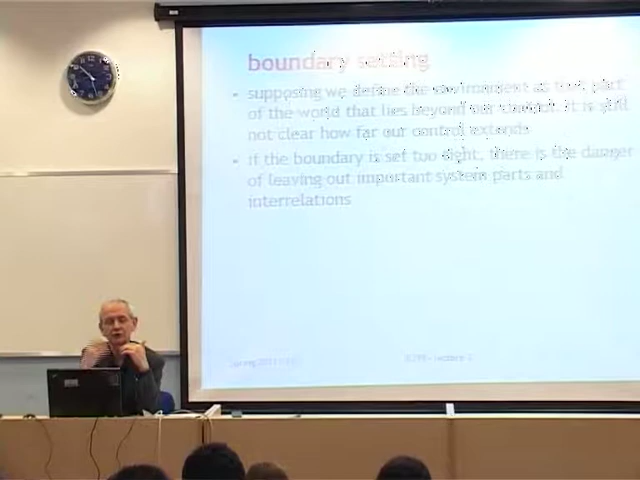 boundary setting
• supposing we define the environment as that part
of the world that lies beyond our control. It is still
not clear how far our control extends
• if the boundary is set too tight, there is the danger
of leaving out important system parts and
interrelations